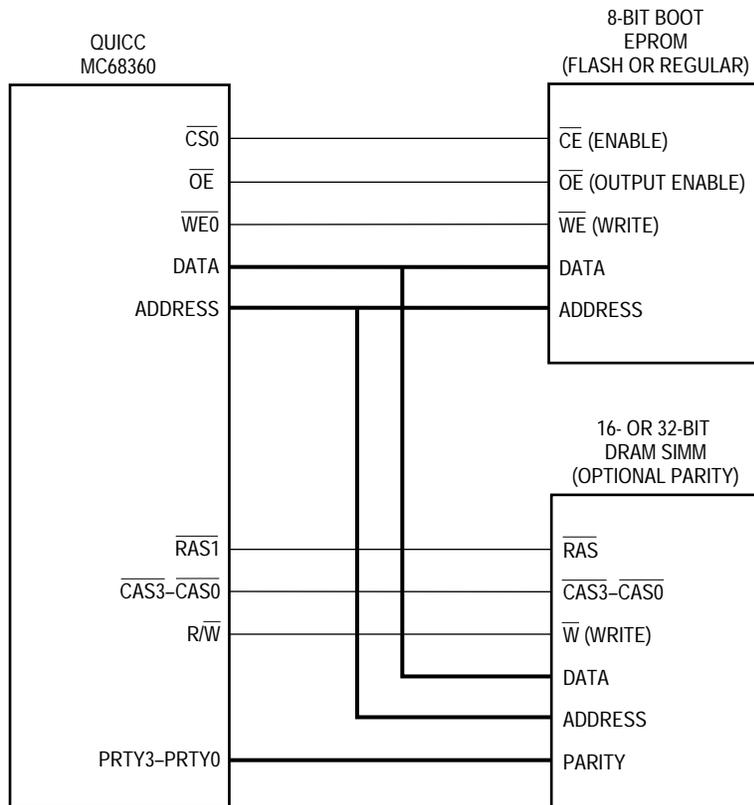 QUICC
MC68360
CS0
OE
WE0
DATA
ADDRESS
RAS1
CAS3–CAS0
R/W
PRTY3–PRTY0
8-BIT BOOT
EPROM
(FLASH OR REGULAR)
CE (ENABLE)
OE (OUTPUT ENABLE)
WE (WRITE)
DATA
ADDRESS
16- OR 32-BIT
DRAM SIMM
(OPTIONAL PARITY)
RAS
CAS3–CAS0
W (WRITE)
DATA
ADDRESS
PARITY